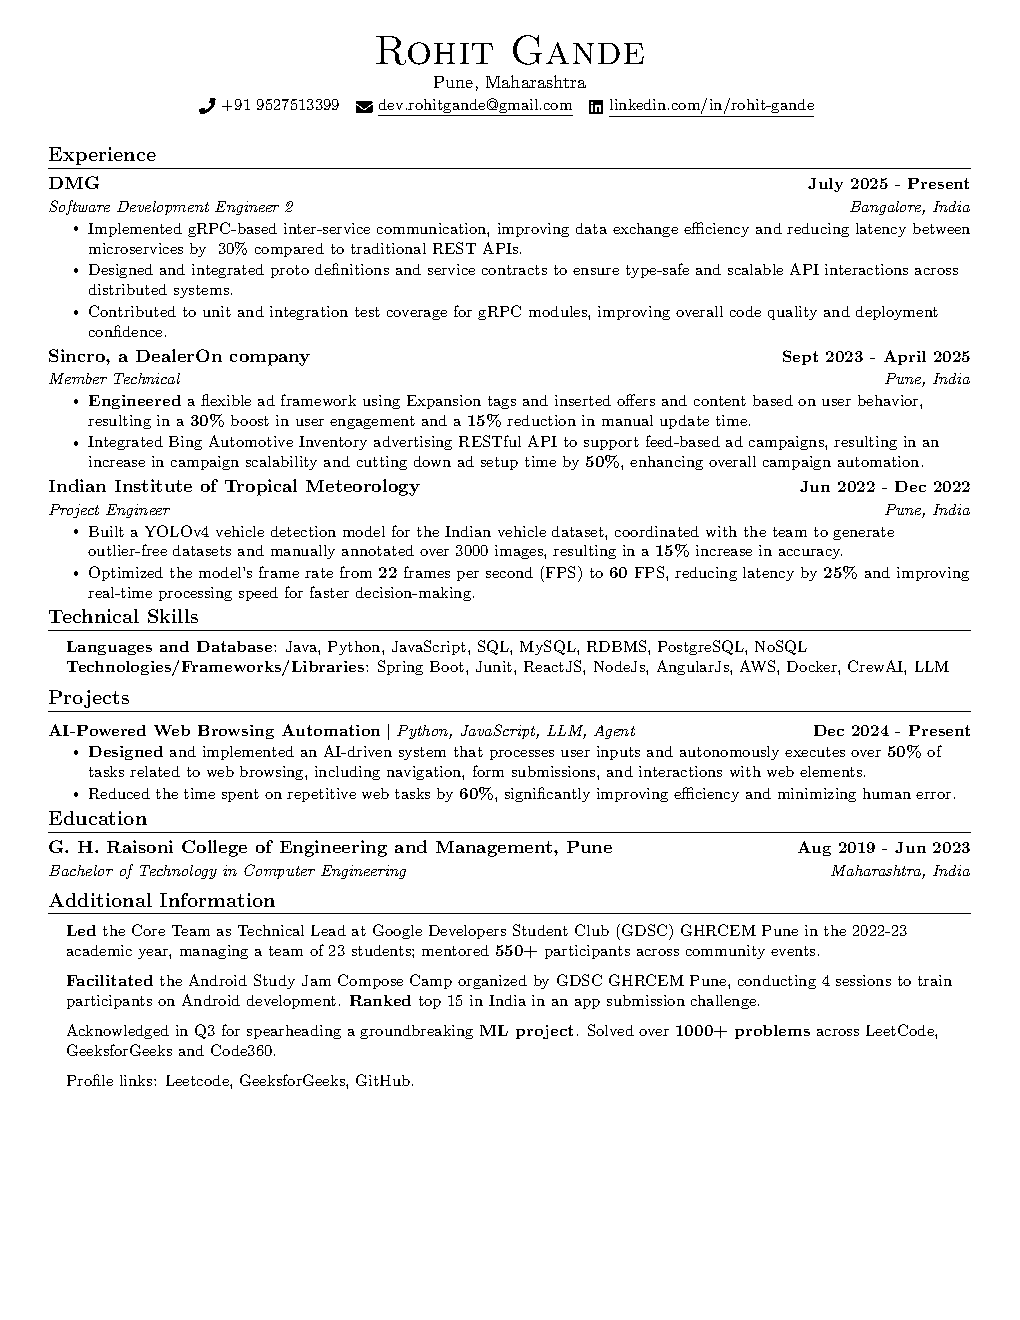 Rohit Gande
Pune, Maharashtra
+91 9527513399 dev.rohitgande@gmail.com linkedin.com/in/rohit-gande
Experience
DMG July 2025 - Present
Software Development Engineer 2 Bangalore, India
• Implemented gRPC-based inter-service communication, improving data exchange efficiency and reducing latency between
microservices by 30% compared to traditional REST APIs.
• Designed and integrated proto definitions and service contracts to ensure type-safe and scalable API interactions across
distributed systems.
• Contributed to unit and integration test coverage for gRPC modules, improving overall code quality and deployment
confidence.
Sincro, a DealerOn company Sept 2023 - April 2025
Member Technical Pune, India
• Engineered a flexible ad framework using Expansion tags and inserted offers and content based on user behavior,
resulting in a 30% boost in user engagement and a 15% reduction in manual update time.
• Integrated Bing Automotive Inventory advertising RESTful API to support feed-based ad campaigns, resulting in an
increase in campaign scalability and cutting down ad setup time by 50%, enhancing overall campaign automation.
Indian Institute of Tropical Meteorology Jun 2022 - Dec 2022
Project Engineer Pune, India
• Built a YOLOv4 vehicle detection model for the Indian vehicle dataset, coordinated with the team to generate
outlier-free datasets and manually annotated over 3000 images, resulting in a 15% increase in accuracy.
• Optimized the model's frame rate from 22 frames per second (FPS) to 60 FPS, reducing latency by 25% and improving
real-time processing speed for faster decision-making.
Technical Skills
Languages and Database: Java, Python, JavaScript, SQL, MySQL, RDBMS, PostgreSQL, NoSQL
Technologies/Frameworks/Libraries: Spring Boot, Junit, ReactJS, NodeJs, AngularJs, AWS, Docker, CrewAI, LLM
Projects
AI-Powered Web Browsing Automation | Python, JavaScript, LLM, Agent Dec 2024 - Present
• Designed and implemented an AI-driven system that processes user inputs and autonomously executes over 50% of
tasks related to web browsing, including navigation, form submissions, and interactions with web elements.
• Reduced the time spent on repetitive web tasks by 60%, significantly improving efficiency and minimizing human error.
Education
G. H. Raisoni College of Engineering and Management, Pune Aug 2019 - Jun 2023
Bachelor of Technology in Computer Engineering Maharashtra, India
Additional Information
Led the Core Team as Technical Lead at Google Developers Student Club (GDSC) GHRCEM Pune in the 2022-23
academic year, managing a team of 23 students; mentored 550+ participants across community events.
Facilitated the Android Study Jam Compose Camp organized by GDSC GHRCEM Pune, conducting 4 sessions to train
participants on Android development. Ranked top 15 in India in an app submission challenge.
Acknowledged in Q3 for spearheading a groundbreaking ML project. Solved over 1000+ problems across LeetCode,
GeeksforGeeks and Code360.
Profile links: Leetcode, GeeksforGeeks, GitHub.